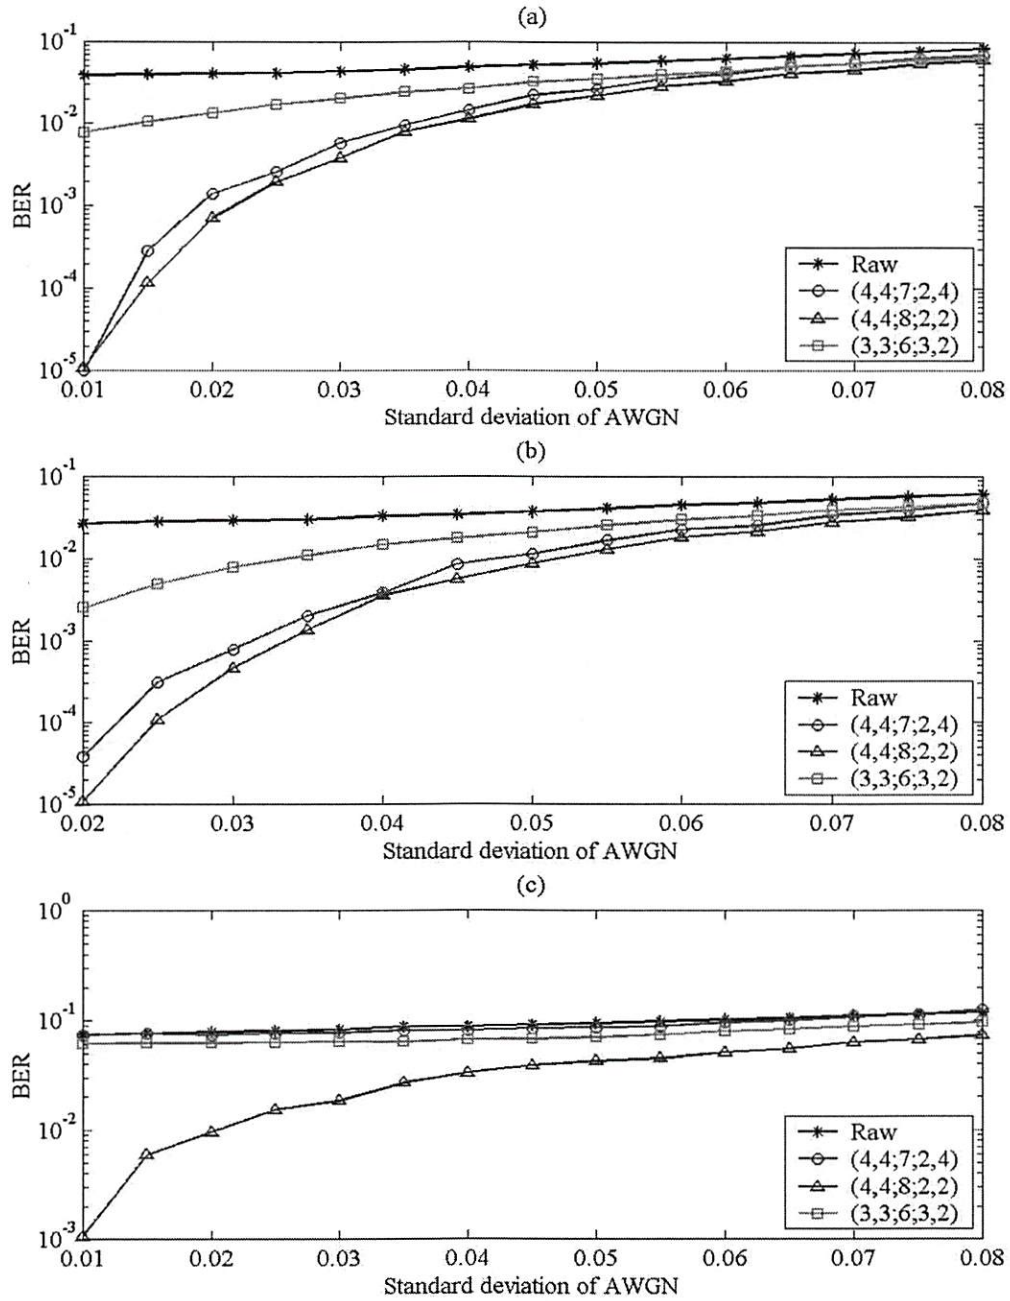 (a)
10^-1
10^-2
10^-3
10^-4
10^-5
BER
Raw
(4,4;7;2,4)
(4,4;8;2,2)
(3,3;6;3,2)
0.01 0.02 0.03 0.04 0.05 0.06 0.07 0.08
Standard deviation of AWGN
(b)
10^-1
10^-2
10^-3
10^-4
10^-5
BER
Raw
(4,4;7;2,4)
(4,4;8;2,2)
(3,3;6;3,2)
0.02 0.03 0.04 0.05 0.06 0.07 0.08
Standard deviation of AWGN
(c)
10^0
10^-1
10^-2
10^-3
BER
Raw
(4,4;7;2,4)
(4,4;8;2,2)
(3,3;6;3,2)
0.01 0.02 0.03 0.04 0.05 0.06 0.07 0.08
Standard deviation of AWGN